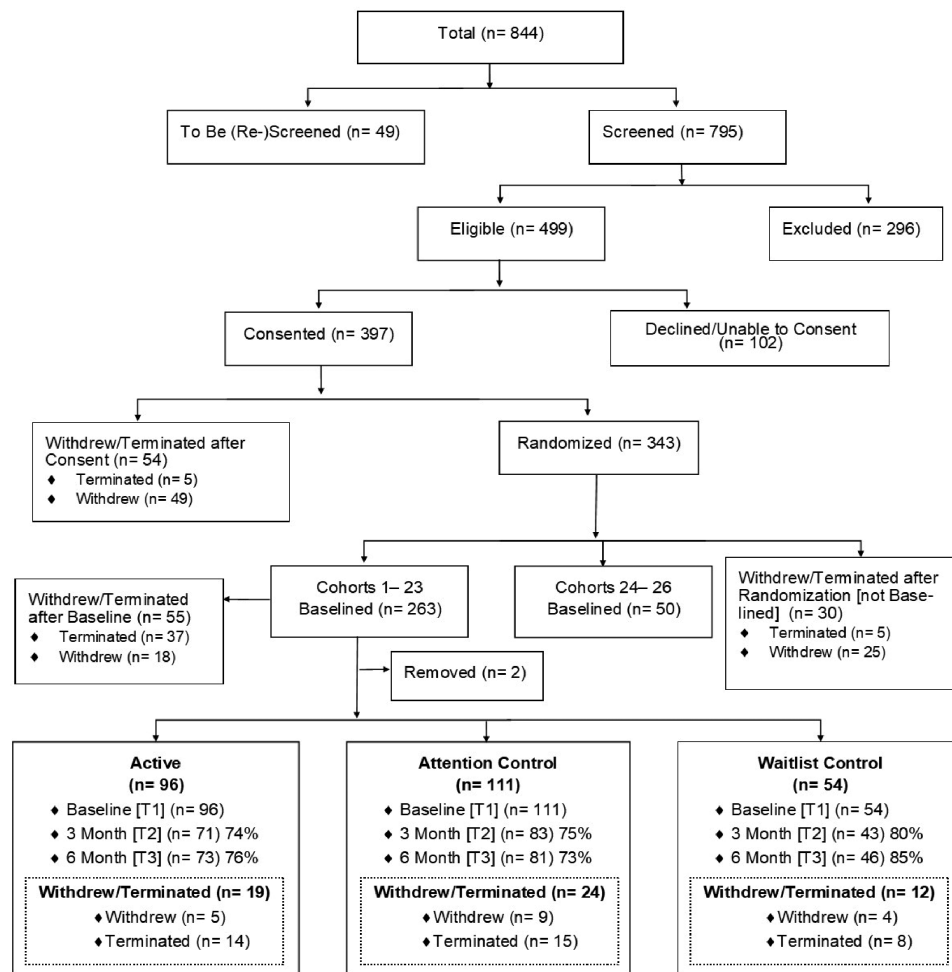 Total (n= 844)
To Be (Re-)Screened (n= 49)
Screened (n= 795)
Eligible (n= 499)
Excluded (n= 296)
Consented (n= 397)
Declined/Unable to Consent
(n= 102)
Withdrew/Terminated after
Consent (n= 54)
♦ Terminated (n= 5)
♦ Withdrew (n= 49)
Randomized (n= 343)
Withdrew/Terminated
after Baseline (n= 55)
♦ Terminated (n= 37)
♦ Withdrew (n= 18)
Cohorts 1– 23
Baselined (n= 263)
Cohorts 24– 26
Baselined (n= 50)
Withdrew/Terminated after
Randomization [not Base-
lined] (n= 30)
♦ Terminated (n= 5)
♦ Withdrew (n= 25)
Removed (n= 2)
Active
(n= 96)
♦ Baseline [T1] (n= 96)
♦ 3 Month [T2] (n= 71) 74%
♦ 6 Month [T3] (n= 73) 76%
Withdrew/Terminated (n= 19)
♦ Withdrew (n= 5)
♦ Terminated (n= 14)
Attention Control
(n= 111)
♦ Baseline [T1] (n= 111)
♦ 3 Month [T2] (n= 83) 75%
♦ 6 Month [T3] (n= 81) 73%
Withdrew/Terminated (n= 24)
♦ Withdrew (n= 9)
♦ Terminated (n= 15)
Waitlist Control
(n= 54)
♦ Baseline [T1] (n= 54)
♦ 3 Month [T2] (n= 43) 80%
♦ 6 Month [T3] (n= 46) 85%
Withdrew/Terminated (n= 12)
♦ Withdrew (n= 4)
♦ Terminated (n= 8)